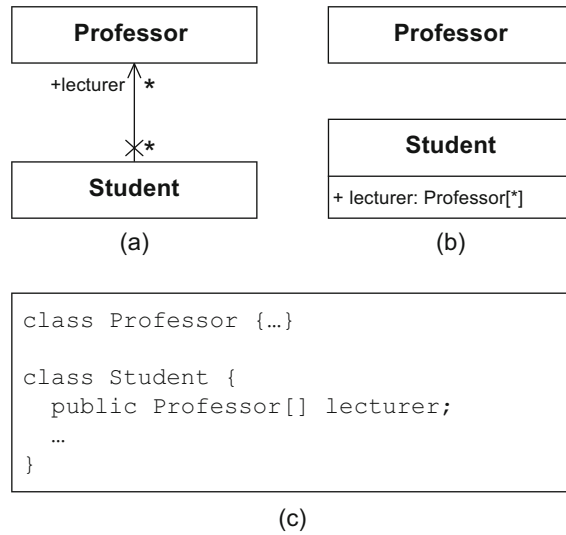 Professor
+lecturer *
*
Student
(a)
Professor
Student
+ lecturer: Professor[*]
(b)
class Professor {…}
class Student {
public Professor[] lecturer;
…
}
(c)